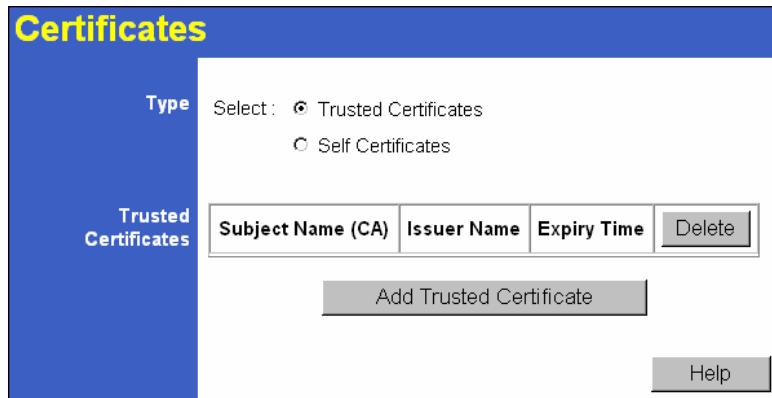 Certificates
Type
Select : Trusted Certificates
Self Certificates
Trusted
Certificates
Subject Name (CA) Issuer Name Expiry Time Delete
Add Trusted Certificate
Help